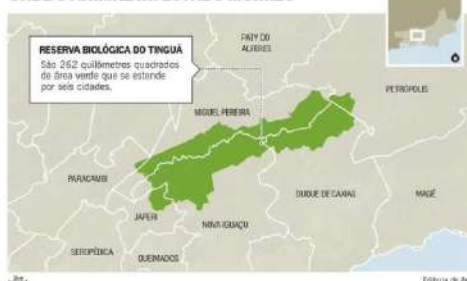 RESERVA BIOLÓGICA DO TINGUÁ
São 262 quilômetros quadrados
de área verde que se estende
por seis cidades.
PATY DO
ALFERES
PETRÓPOLIS
MIGUEL PEREIRA
PARACAMBI
DUQUE DE CAXIAS
MAGÉ
JAPERI
NOVA IGUAÇU
SEROPÉDICA
QUEIMADOS